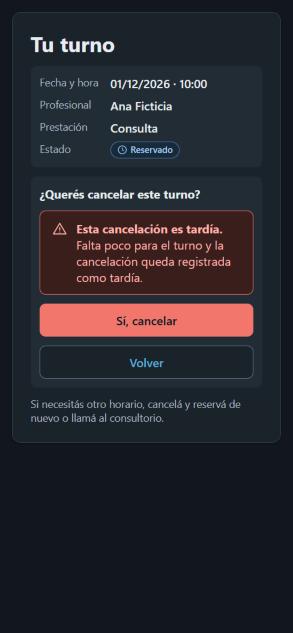 Tu turno
Fecha y hora 01/12/2026 · 10:00
Profesional Ana Ficticia
Prestación Consulta
Estado Reservado
¿Querés cancelar este turno?
Esta cancelación es tardía.
Falta poco para el turno y la
cancelación queda registrada
como tardía.
Sí, cancelar
Volver
Si necesitás otro horario, cancelá y reservá de
nuevo o llamá al consultorio.